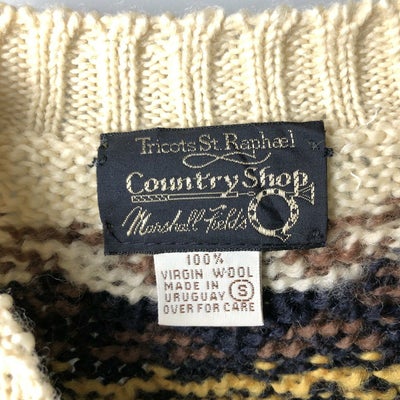 Tricots St. Raphael
Country Shop
Marshall Field's
100%
VIRGIN WOOL
MADE IN
URUGUAY S
OVER FOR CARE